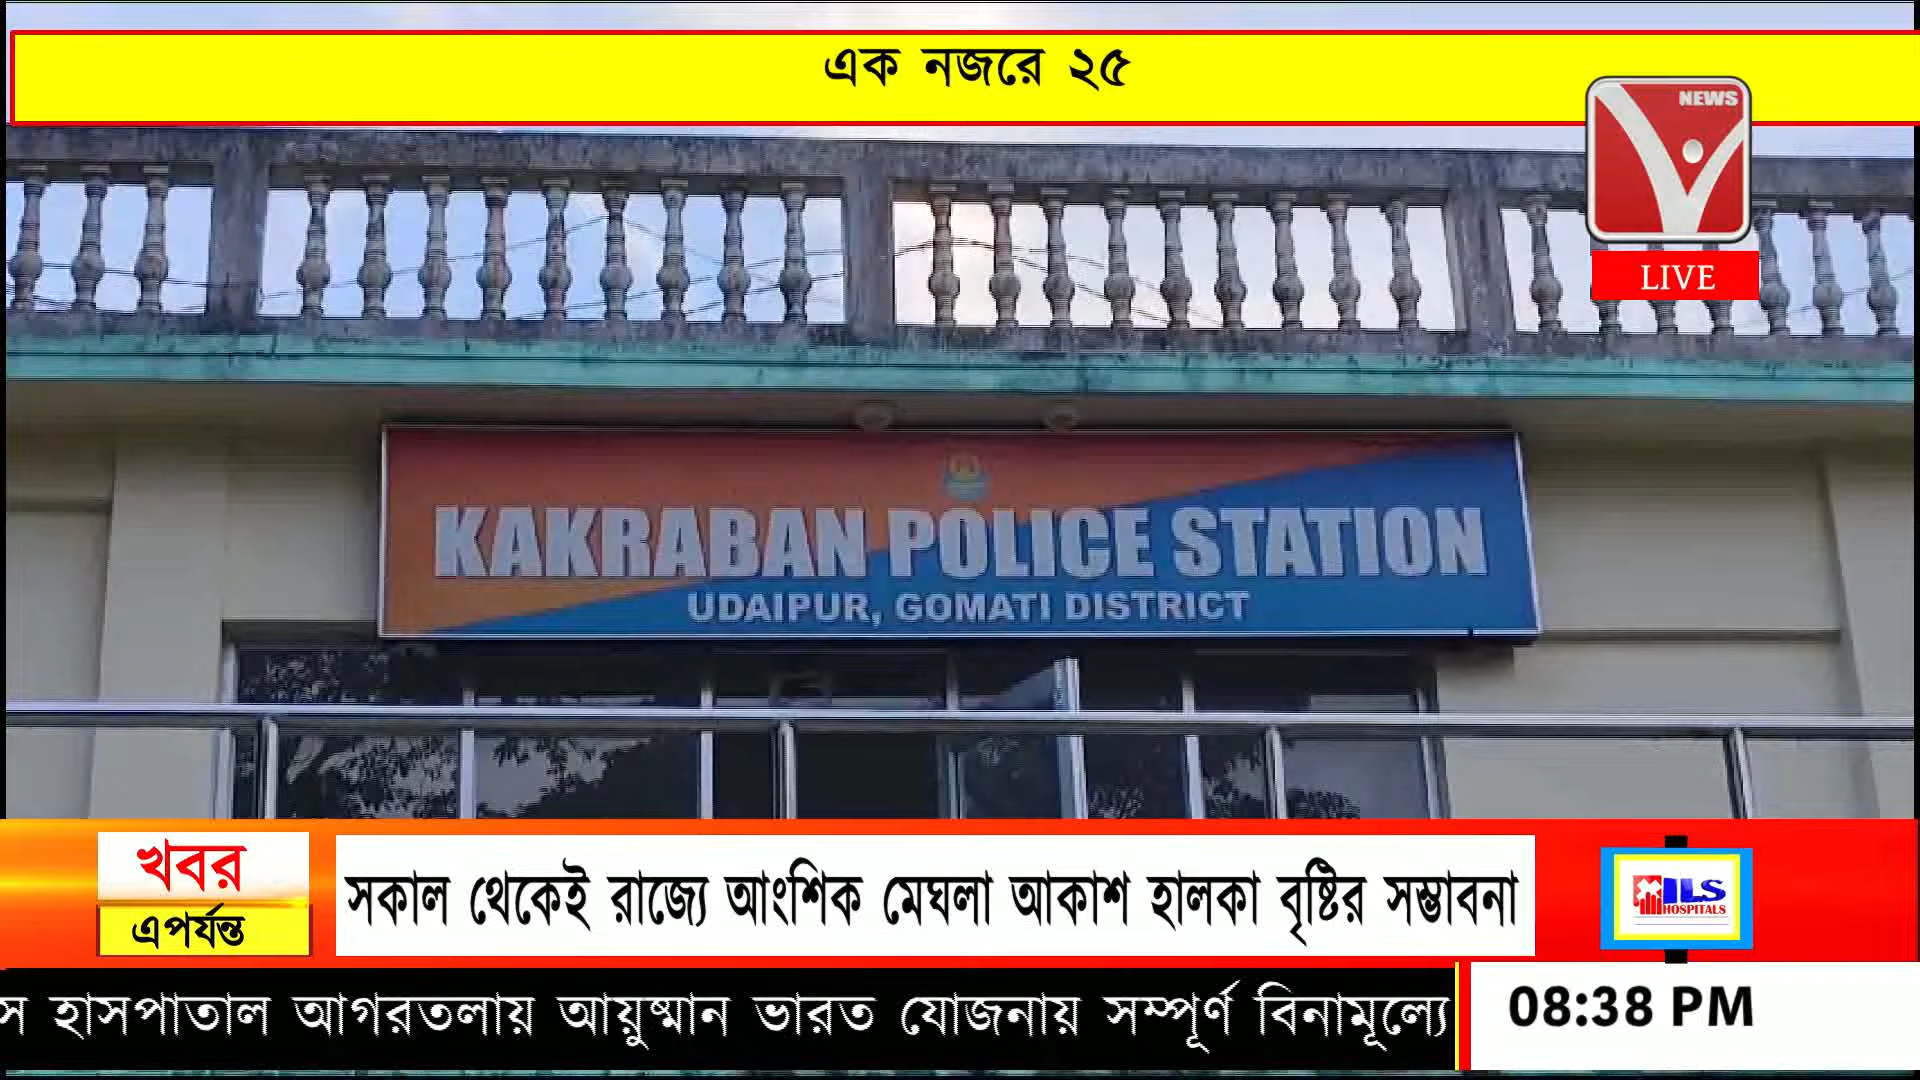 এক নজরে ২৫
NEWS
LIVE
KAKRABAN POLICE STATION
UDAIPUR, GOMATI DISTRICT
খবর
এপর্যন্ত
সকাল থেকেই রাজ্যে আংশিক মেঘলা আকাশ হালকা বৃষ্টির সম্ভাবনা
ILS
HOSPITALS
স হাসপাতাল আগরতলায় আয়ুষ্মান ভারত যোজনায় সম্পূর্ণ বিনামূল্যে
08:38 PM